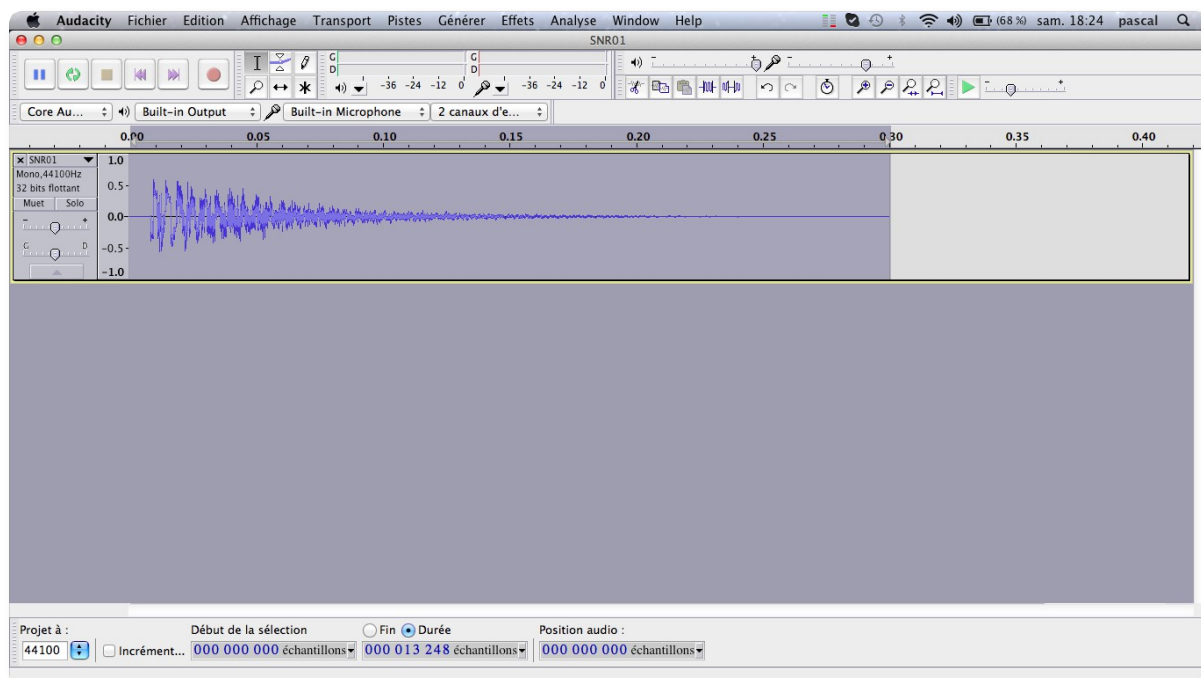 Audacity Fichier Edition Affichage Transport Pistes Générer Effets Analyse Window Help (68 %) sam. 18:24 pascal
SNR01
G G
D D
-36 -24 -12 0 -36 -24 -12 0
Core Au... Built-in Output Built-in Microphone 2 canaux d'e...
0.00 0.05 0.10 0.15 0.20 0.25 0.30 0.35 0.40
SNR01 1.0
Mono,44100Hz
32 bits flottant 0.5
Muet Solo
- + 0.0
G D -0.5
-1.0
Projet à : Début de la sélection Fin Durée Position audio :
44100 Incrément... 000 000 000 échantillons 000 013 248 échantillons 000 000 000 échantillons